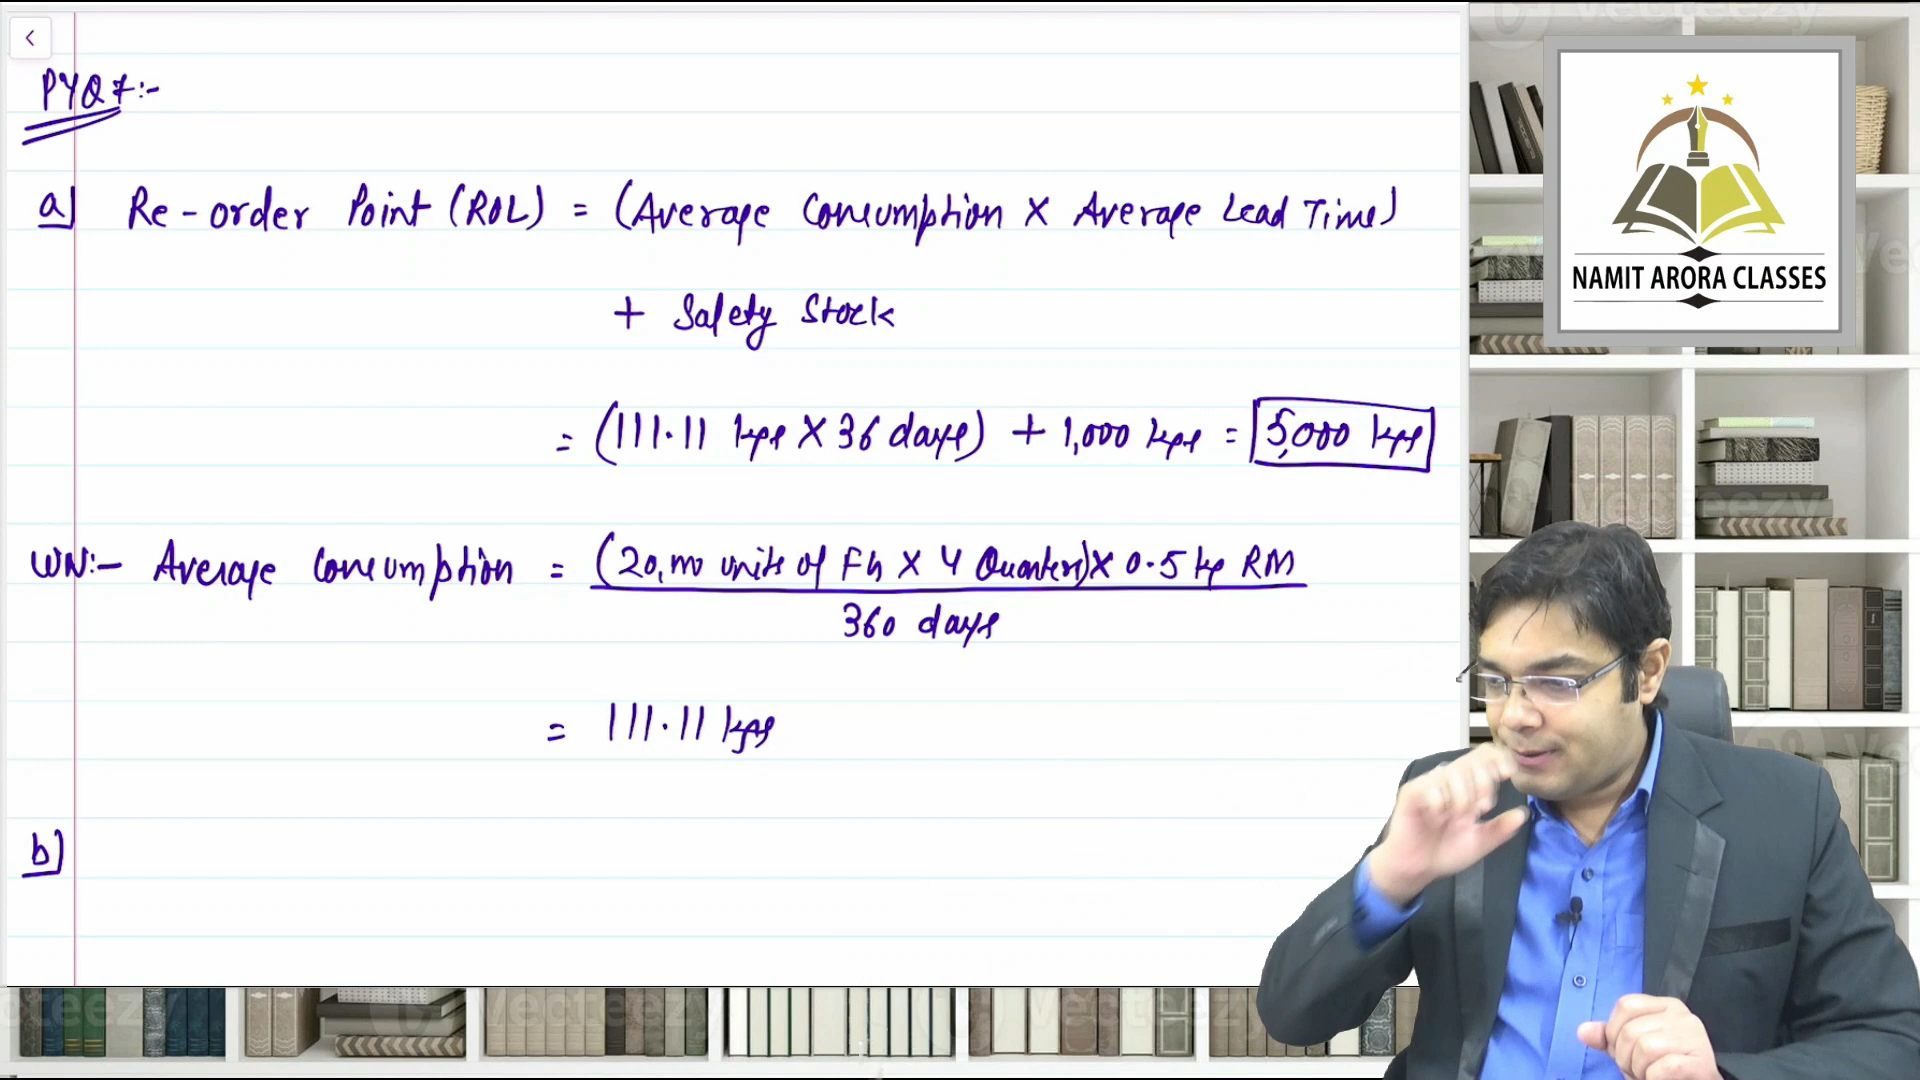 PYQ 7:-
a] Re-order Point (ROL) = (Average Consumption X Average Lead Time)
+ Safety Stock
= (111.11 kgs X 36 days) + 1,000 kgs = 5,000 kgs
WN:- Average Consumption = (20,000 units of FG X 4 Quarters) X 0.5 kg RM
360 days
= 111.11 kgs
b]
NAMIT ARORA CLASSES